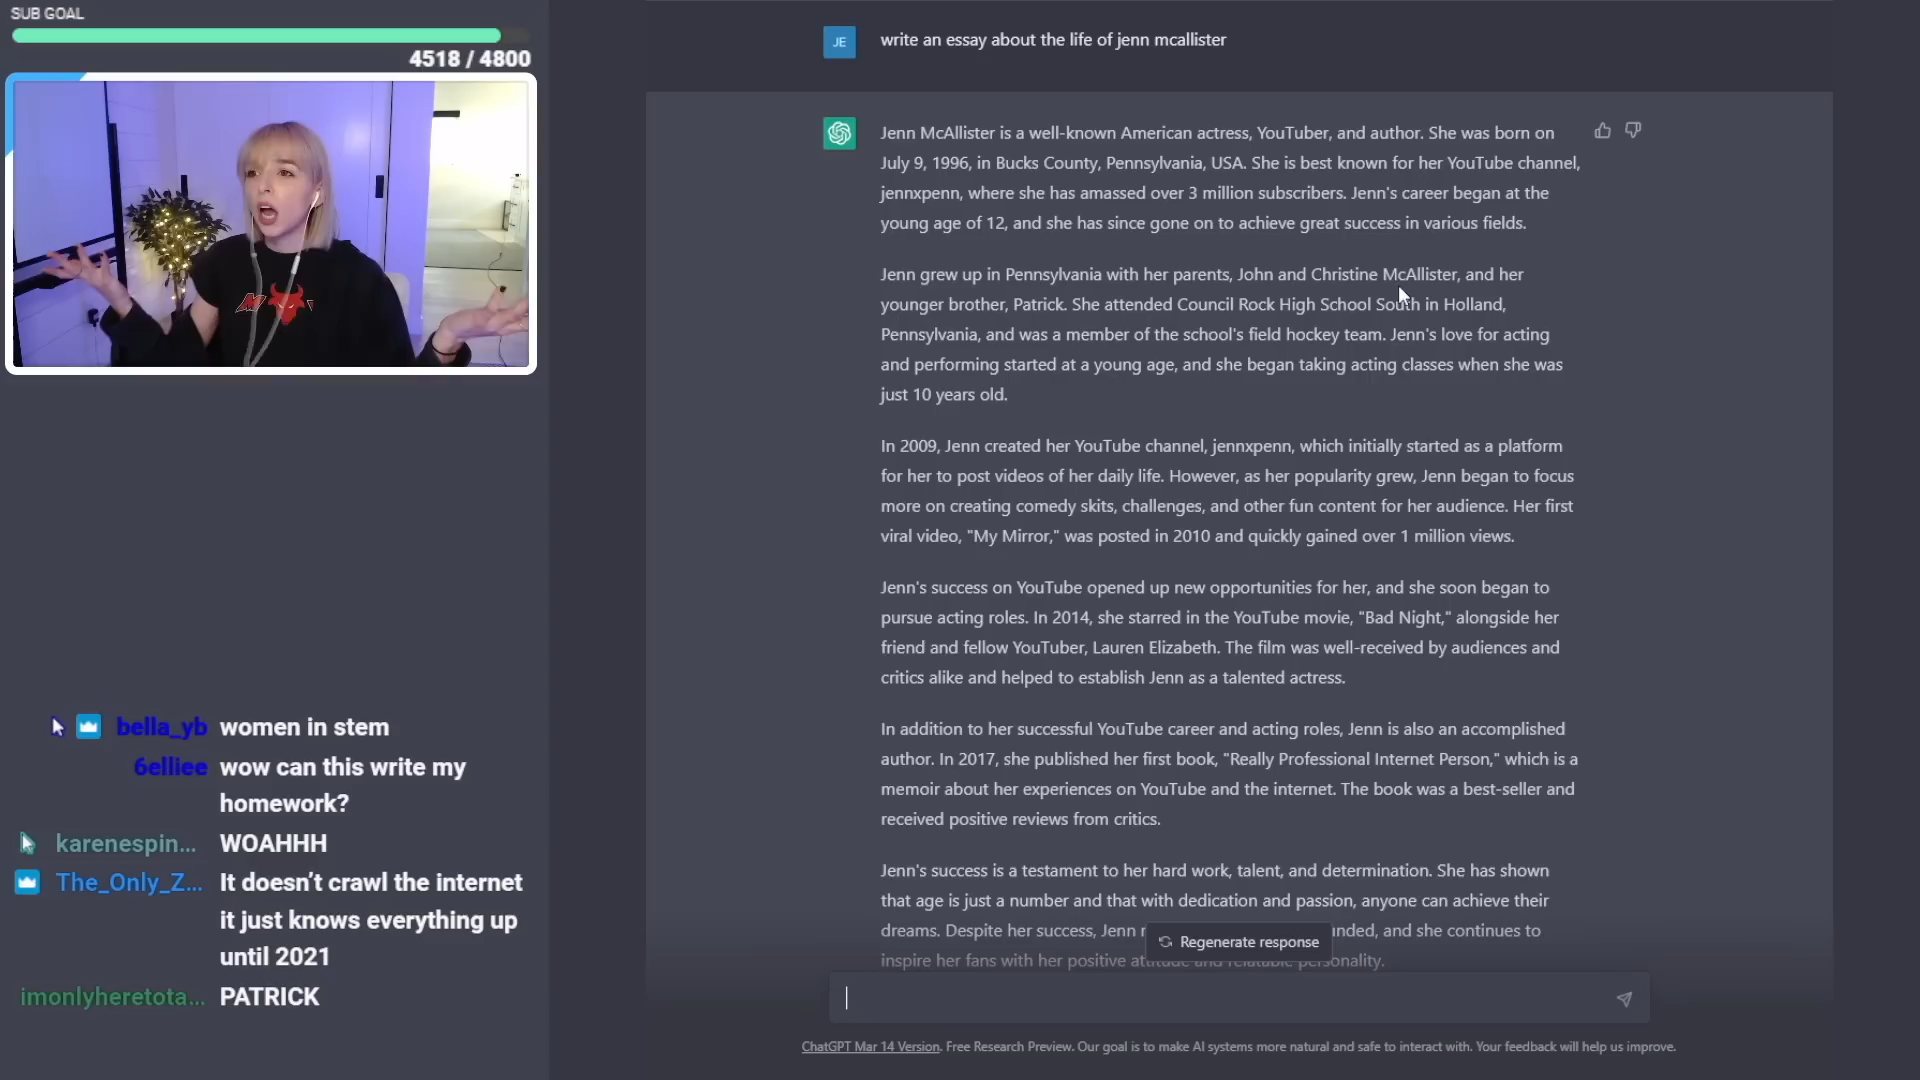 SUB GOAL
4518 / 4800
bella_yb women in stem
6elliee wow can this write my
homework?
karenespin... WOAHHH
The_Only_Z... It doesn't crawl the internet
it just knows everything up
until 2021
imonlyheretota... PATRICK
JE
write an essay about the life of jenn mcallister
Jenn McAllister is a well-known American actress, YouTuber, and author. She was born on
July 9, 1996, in Bucks County, Pennsylvania, USA. She is best known for her YouTube channel,
jennxpenn, where she has amassed over 3 million subscribers. Jenn's career began at the
young age of 12, and she has since gone on to achieve great success in various fields.
Jenn grew up in Pennsylvania with her parents, John and Christine McAllister, and her
younger brother, Patrick. She attended Council Rock High School South in Holland,
Pennsylvania, and was a member of the school's field hockey team. Jenn's love for acting
and performing started at a young age, and she began taking acting classes when she was
just 10 years old.
In 2009, Jenn created her YouTube channel, jennxpenn, which initially started as a platform
for her to post videos of her daily life. However, as her popularity grew, Jenn began to focus
more on creating comedy skits, challenges, and other fun content for her audience. Her first
viral video, "My Mirror," was posted in 2010 and quickly gained over 1 million views.
Jenn's success on YouTube opened up new opportunities for her, and she soon began to
pursue acting roles. In 2014, she starred in the YouTube movie, "Bad Night," alongside her
friend and fellow YouTuber, Lauren Elizabeth. The film was well-received by audiences and
critics alike and helped to establish Jenn as a talented actress.
In addition to her successful YouTube career and acting roles, Jenn is also an accomplished
author. In 2017, she published her first book, "Really Professional Internet Person," which is a
memoir about her experiences on YouTube and the internet. The book was a best-seller and
received positive reviews from critics.
Jenn's success is a testament to her hard work, talent, and determination. She has shown
that age is just a number and that with dedication and passion, anyone can achieve their
dreams. Despite her success, Jenn r nded, and she continues to
Regenerate response
inspire her fans with her positive attitude and relatable personality.
ChatGPT Mar 14 Version. Free Research Preview. Our goal is to make AI systems more natural and safe to interact with. Your feedback will help us improve.